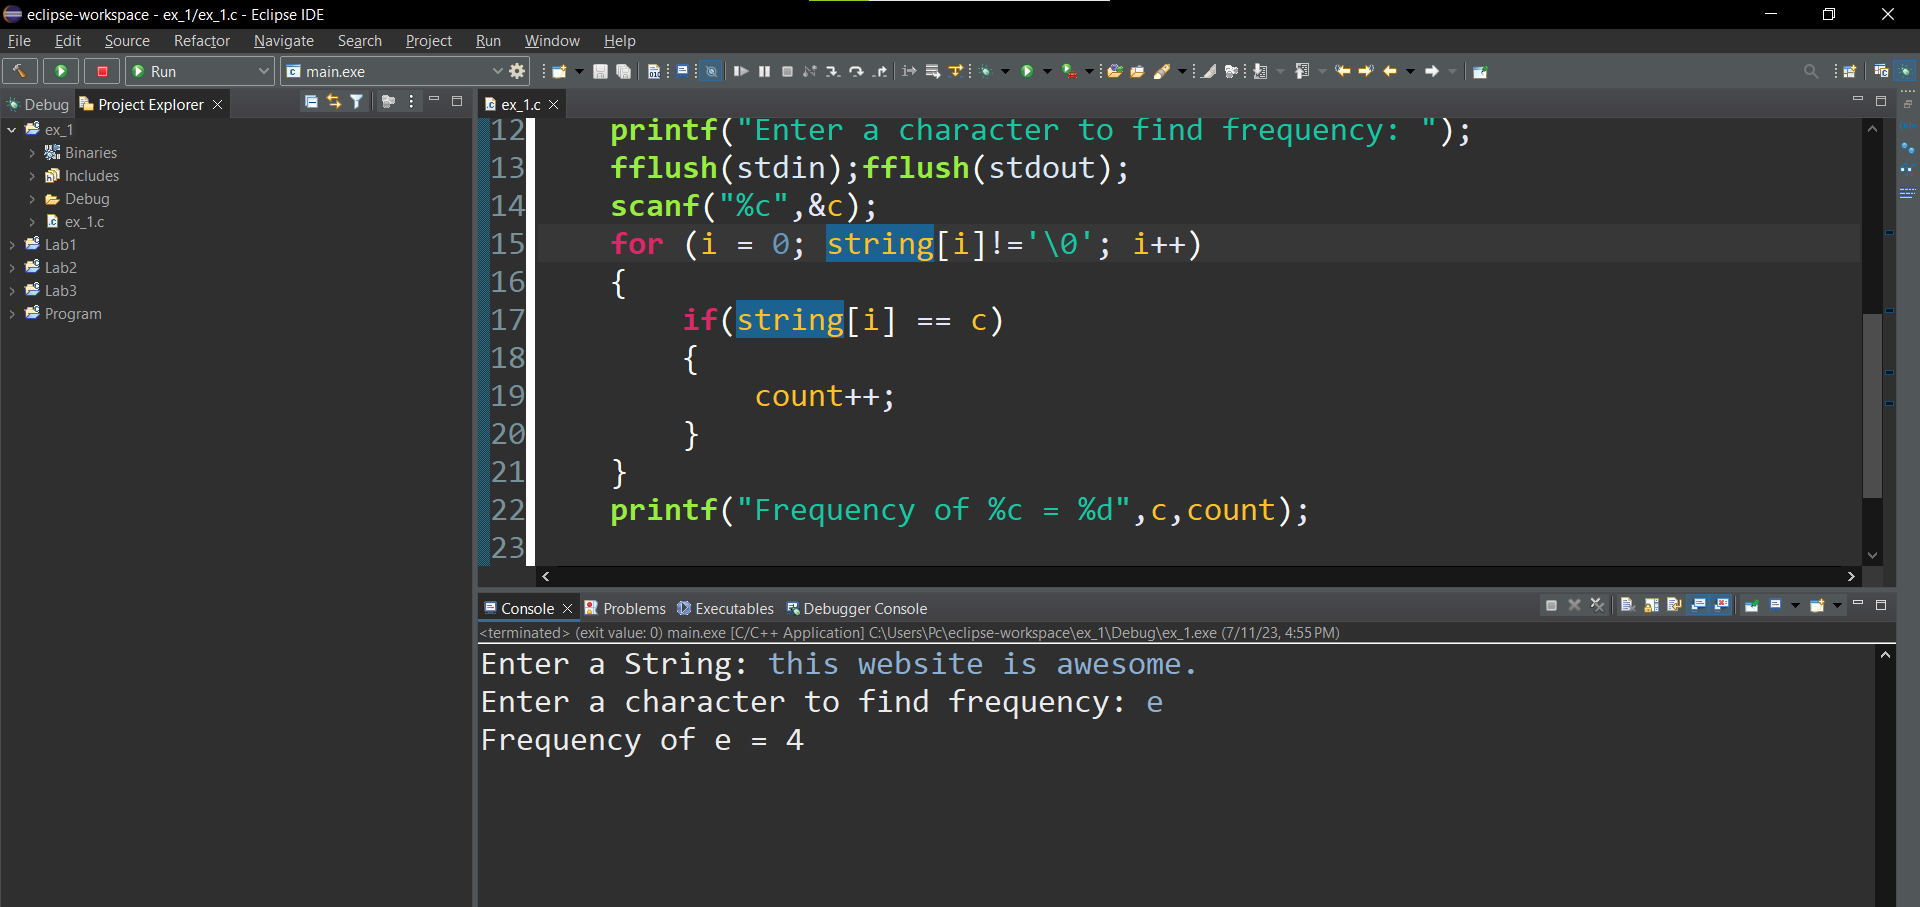 eclipse-workspace - ex_1/ex_1.c - Eclipse IDE
File Edit Source Refactor Navigate Search Project Run Window Help
Run main.exe
Debug Project Explorer ex_1.c
ex_1
Binaries
Includes
Debug
ex_1.c
Lab1
Lab2
Lab3
Program
12 printf("Enter a character to find frequency: ");
13 fflush(stdin);fflush(stdout);
14 scanf("%c",&c);
15 for (i = 0; string[i]!='\0'; i++)
16 {
17 if(string[i] == c)
18 {
19 count++;
20 }
21 }
22 printf("Frequency of %c = %d",c,count);
23
Console Problems Executables Debugger Console
<terminated> (exit value: 0) main.exe [C/C++ Application] C:\Users\Pc\eclipse-workspace\ex_1\Debug\ex_1.exe (7/11/23, 4:55 PM)
Enter a String: this website is awesome.
Enter a character to find frequency: e
Frequency of e = 4